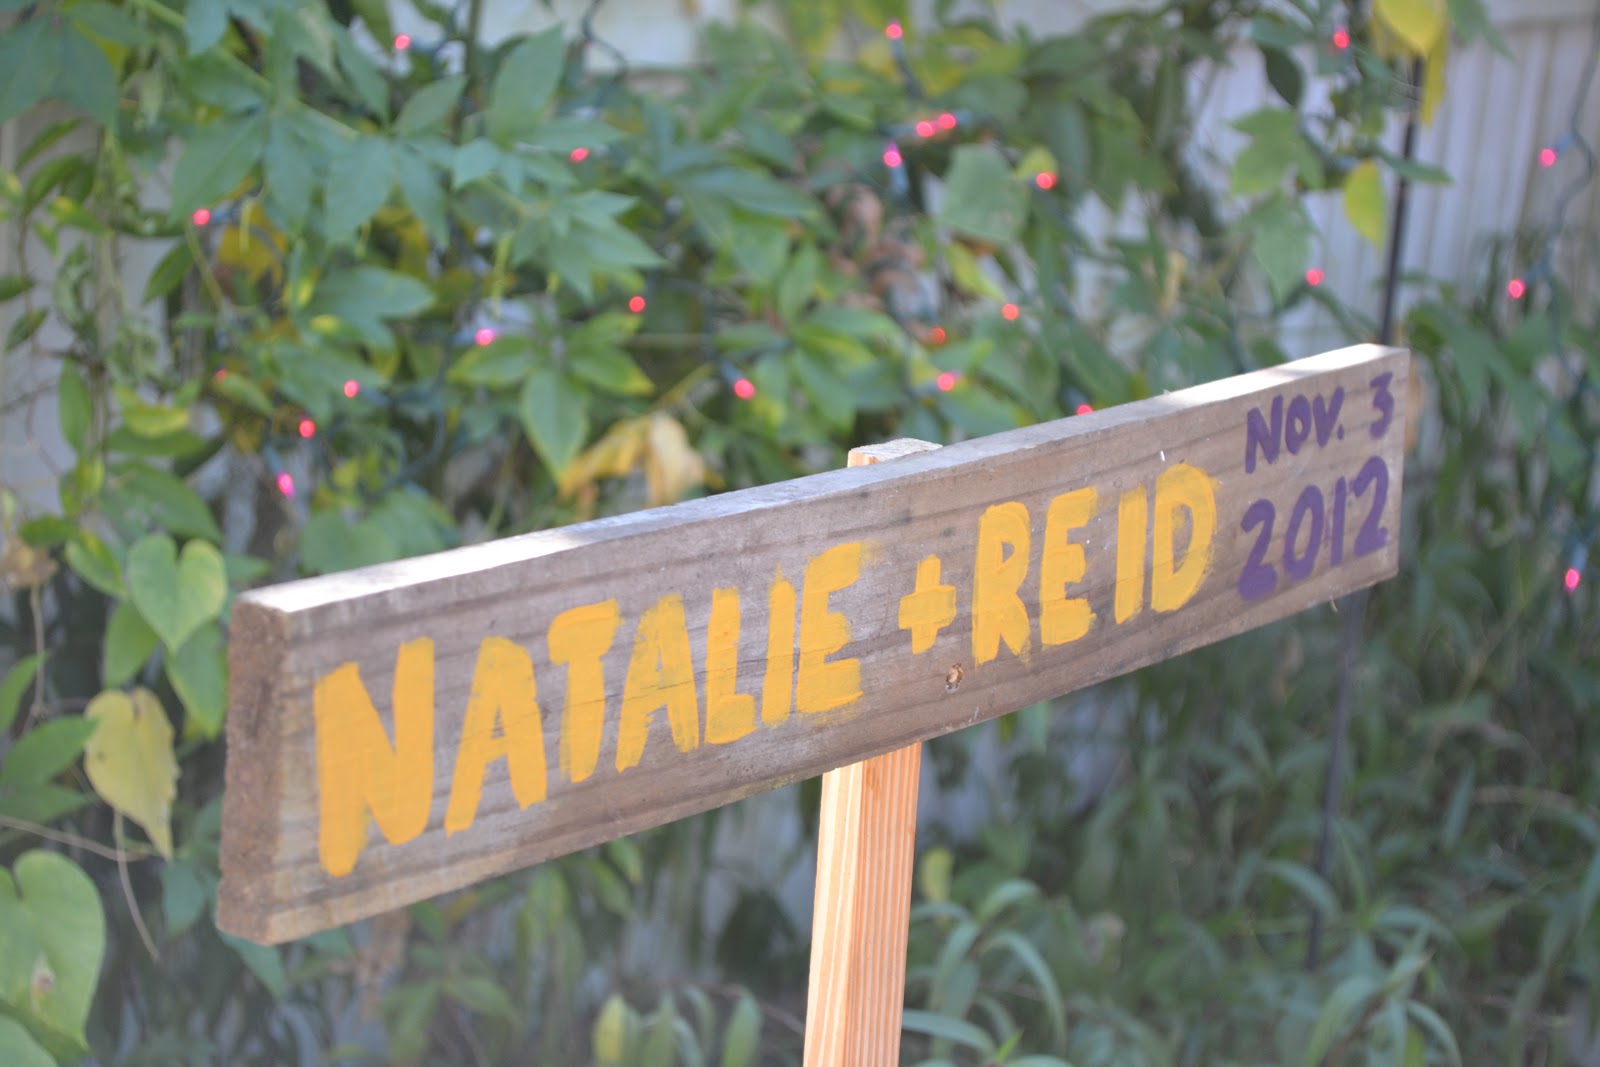 NATALIE + REID
NOV. 3
2012